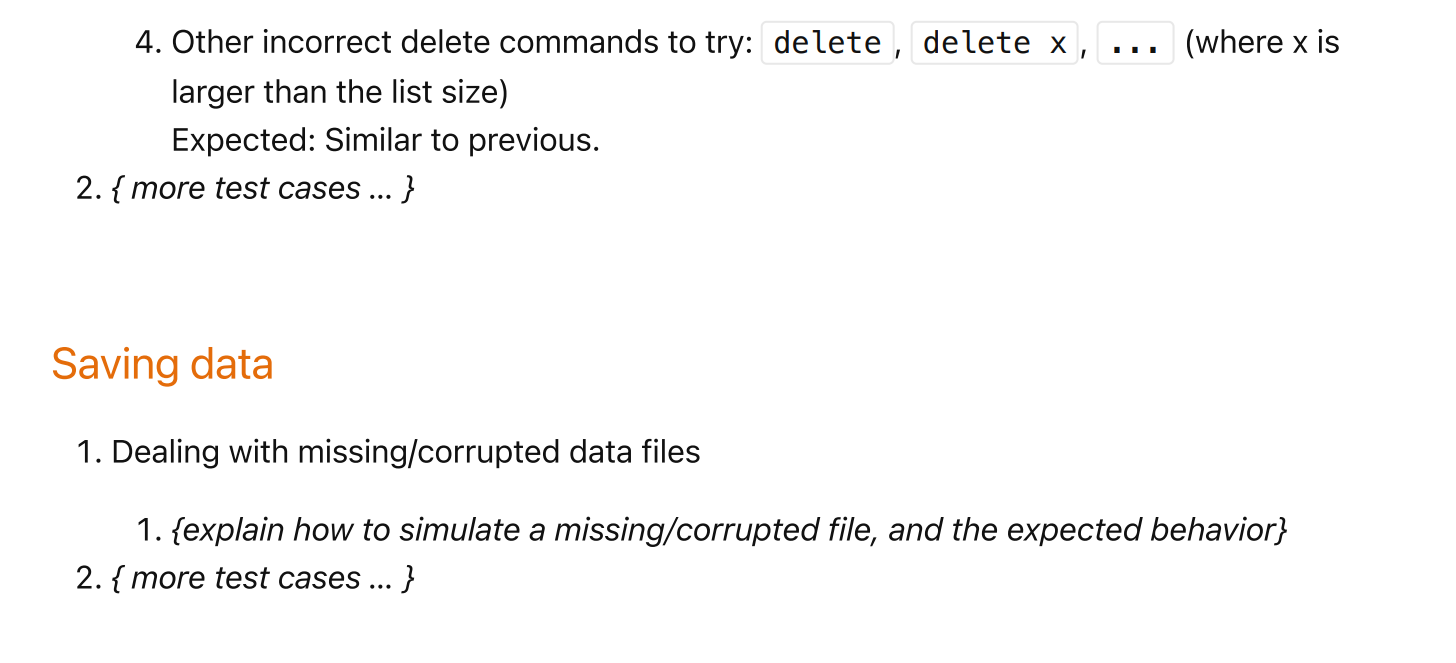 4. Other incorrect delete commands to try: delete, delete x, ... (where x is
larger than the list size)
Expected: Similar to previous.
2. { more test cases ... }
Saving data
1. Dealing with missing/corrupted data files
1. {explain how to simulate a missing/corrupted file, and the expected behavior}
2. { more test cases ... }